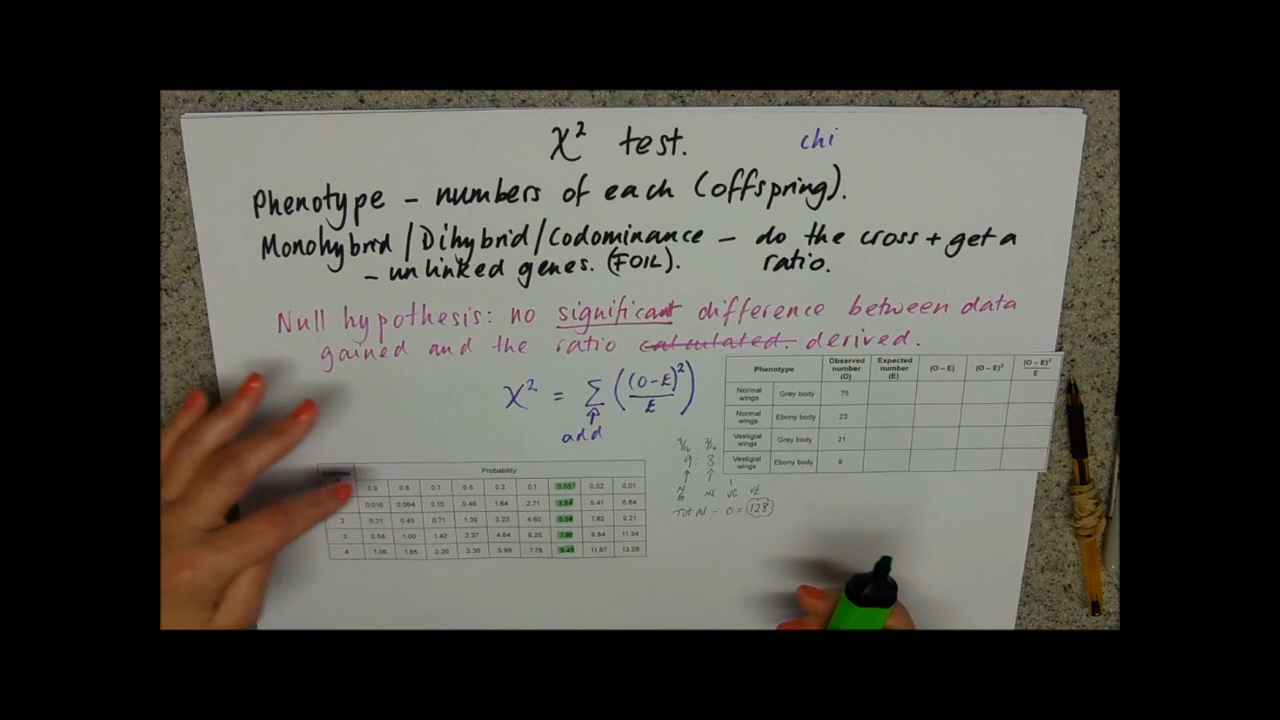 χ² test.
chi
Phenotype – numbers of each (offspring).
Monohybrid / Dihybrid / Codominance – do the cross + get a
– unlinked genes. (FOIL). ratio.
Null hypothesis: no significant difference between data
gained and the ratio calculated. derived.
χ² = Σ ((O-E)² / E)
add
Phenotype Observed number (O) Expected number (E) (O – E) (O – E)² (O – E)² / E
Normal wings Grey body 75
Normal wings Ebony body 23
Vestigial wings Grey body 21
Vestigial wings Ebony body 9
9 : 3
Total – O = 128
Probability
0.9 0.8 0.7 0.5 0.2 0.1 0.05 0.02 0.01
0.016 0.064 0.15 0.46 1.64 2.71 3.84 5.41 6.64
2 0.21 0.45 0.71 1.39 3.22 4.60 5.99 7.82 9.21
3 0.58 1.00 1.42 2.37 4.64 6.25 7.82 9.84 11.34
4 1.06 1.65 2.20 3.36 5.99 7.78 9.49 11.67 13.28